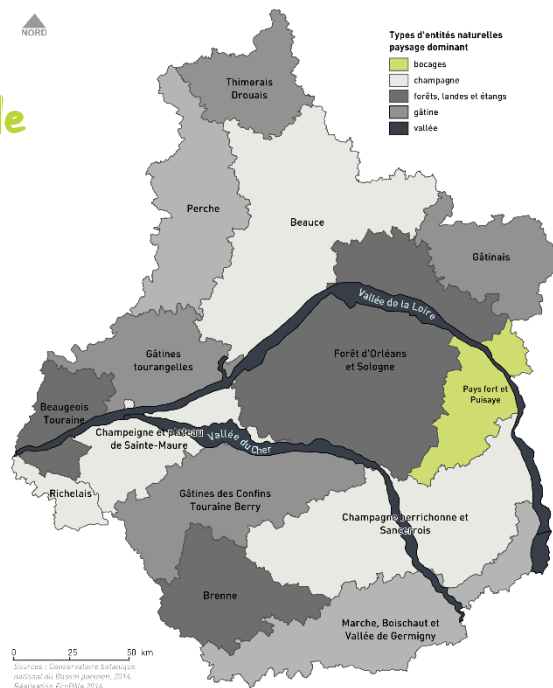 NORD
de
Types d'entités naturelles
paysage dominant
bocages
champagne
forêts, landes et étangs
gâtine
vallée
Thimerais
Drouais
Perche
Beauce
Gâtinais
Vallée de la Loire
Gâtines
tourangelles
Forêt d'Orléans
et Sologne
Pays fort et
Puisaye
Beaugeois
Touraine
Champeigne et plateau
de Sainte-Maure
Vallée du Cher
Richelais
Gâtines des Confins
Touraine Berry
Champagne berrichonne et
Sancerrois
Brenne
Marche, Boischaut et
Vallée de Germigny
0 25 50 km
Sources : Conservatoire botanique
national du Bassin parisien, 2014.
Réalisation EcoPôle 2016